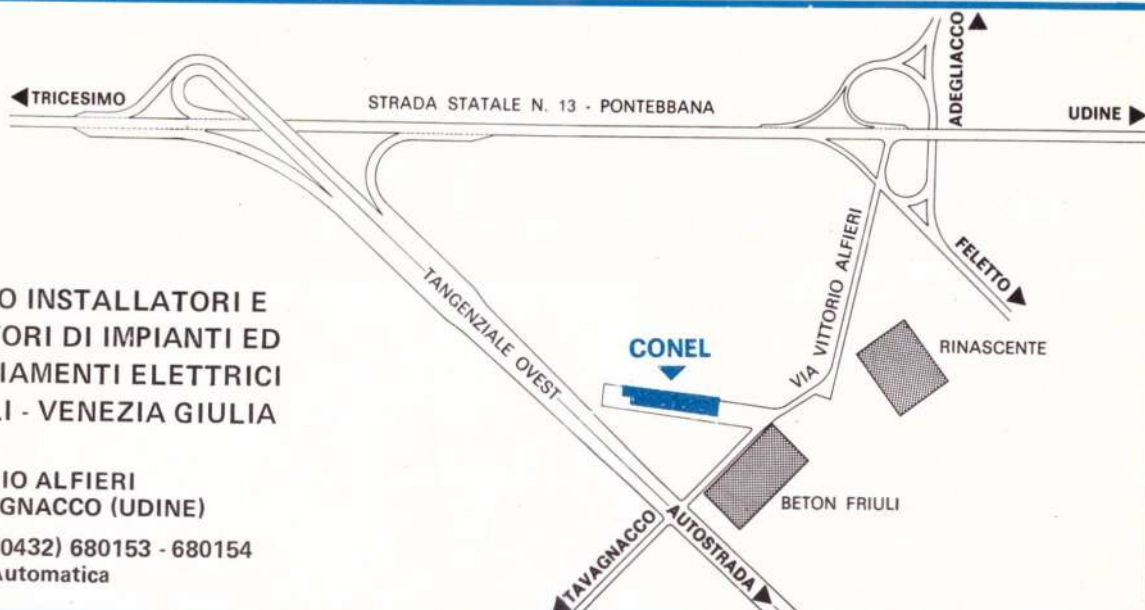 TRICESIMO
STRADA STATALE N. 13 - PONTEBBANA
ADEGLIACCO
UDINE
FELETTO
VIA VITTORIO ALFIERI
TANGENZIALE OVEST
CONEL
RINASCENTE
BETON FRIULI
TAVAGNACCO
AUTOSTRADA
O INSTALLATORI E
TORI DI IMPIANTI ED
IAMENTI ELETTRICI
LI - VENEZIA GIULIA
IO ALFIERI
GNACCO (UDINE)
0432) 680153 - 680154
Automatica